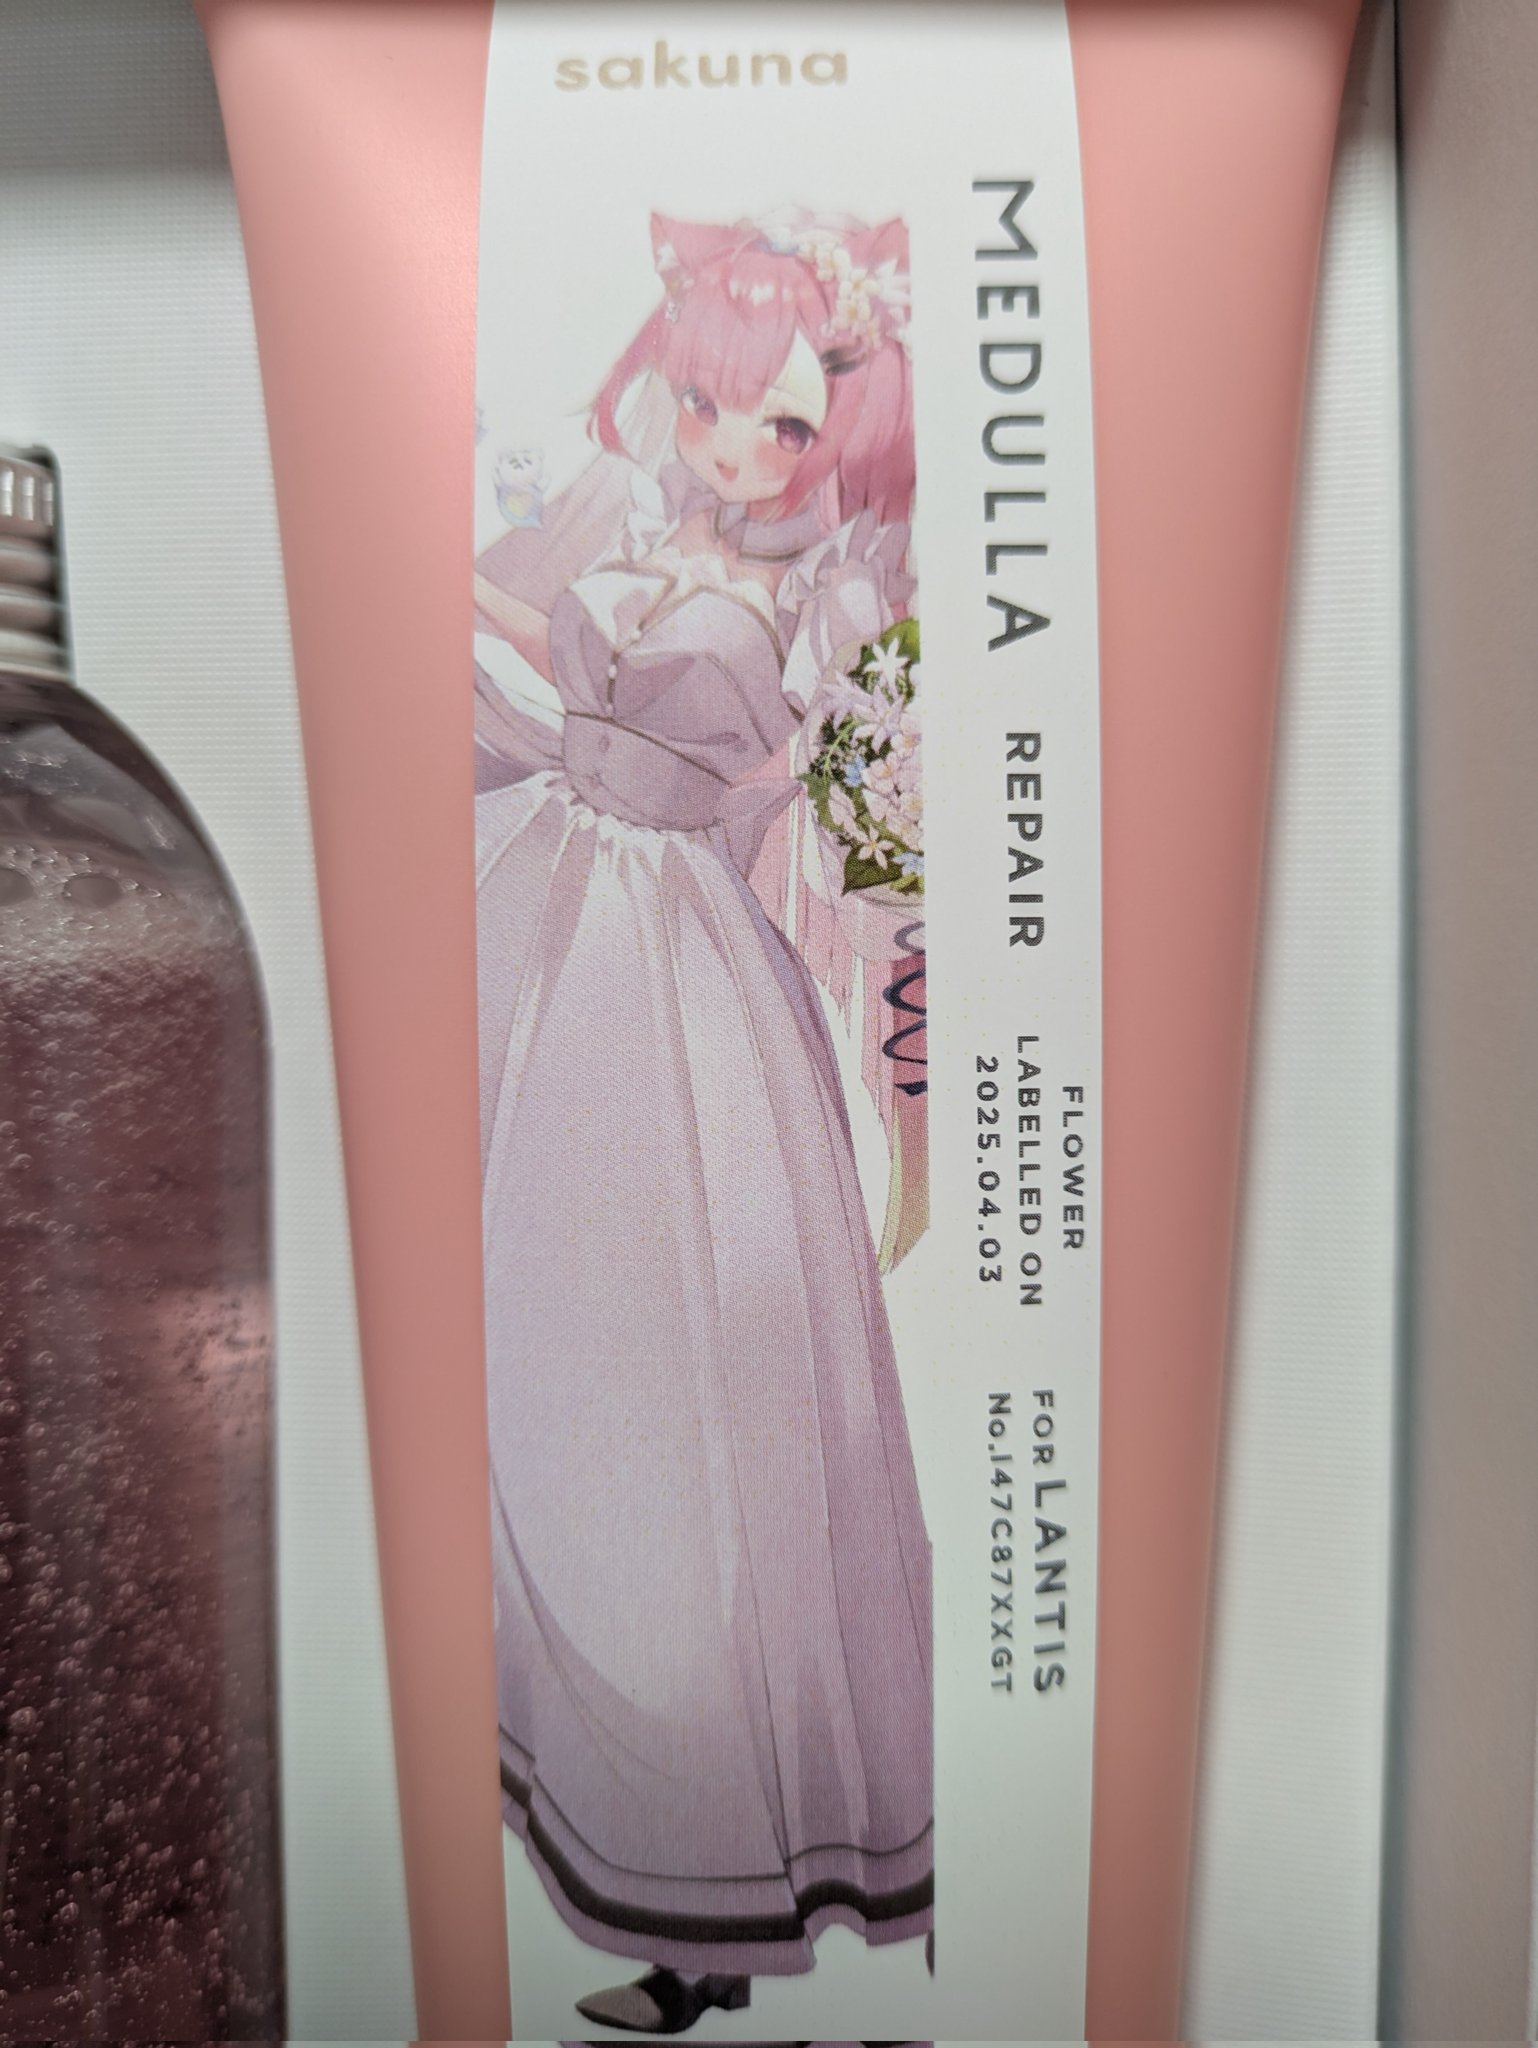 sakuna
MEDULLA
REPAIR
FLOWER
LABELLED ON
2025.04.03
FOR LANTIS
No.147C87XXGT